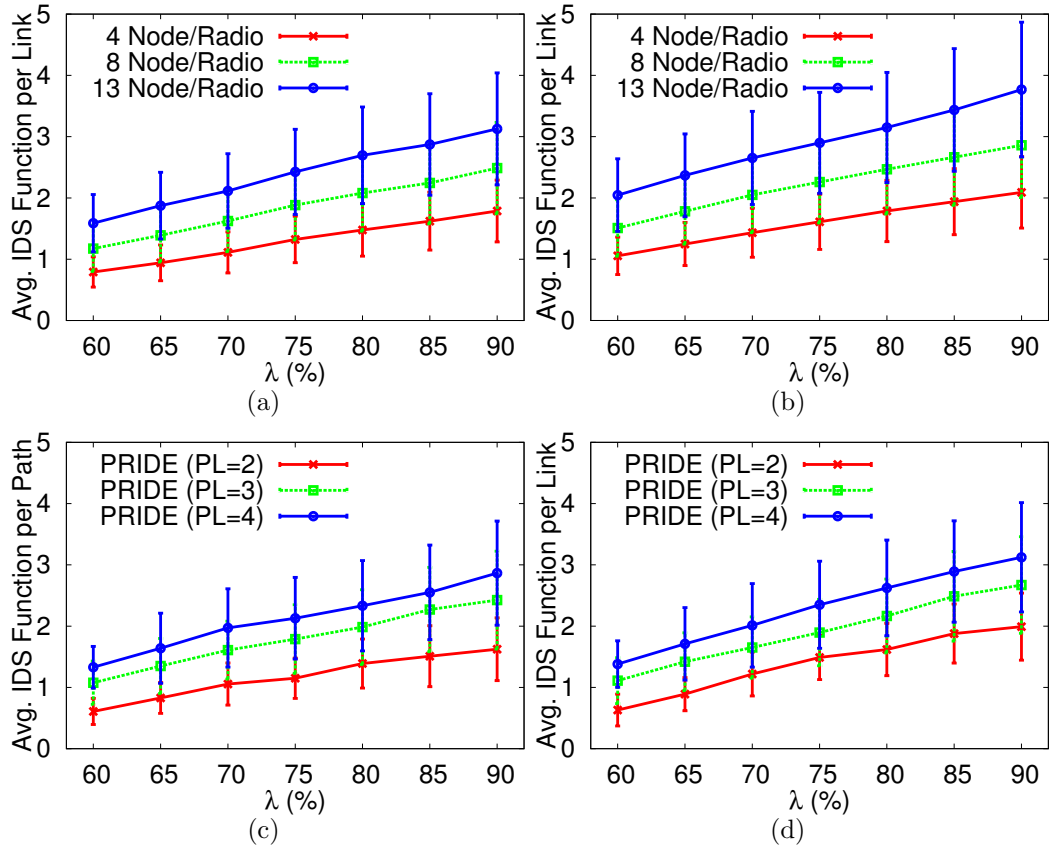 Avg. IDS Function per Link
5
4
3
2
1
0
4 Node/Radio
8 Node/Radio
13 Node/Radio
60 65 70 75 80 85 90
λ (%)
(a)
Avg. IDS Function per Link
5
4
3
2
1
0
4 Node/Radio
8 Node/Radio
13 Node/Radio
60 65 70 75 80 85 90
λ (%)
(b)
Avg. IDS Function per Path
5
4
3
2
1
0
PRIDE (PL=2)
PRIDE (PL=3)
PRIDE (PL=4)
60 65 70 75 80 85 90
λ (%)
(c)
Avg. IDS Function per Link
5
4
3
2
1
0
PRIDE (PL=2)
PRIDE (PL=3)
PRIDE (PL=4)
60 65 70 75 80 85 90
λ (%)
(d)